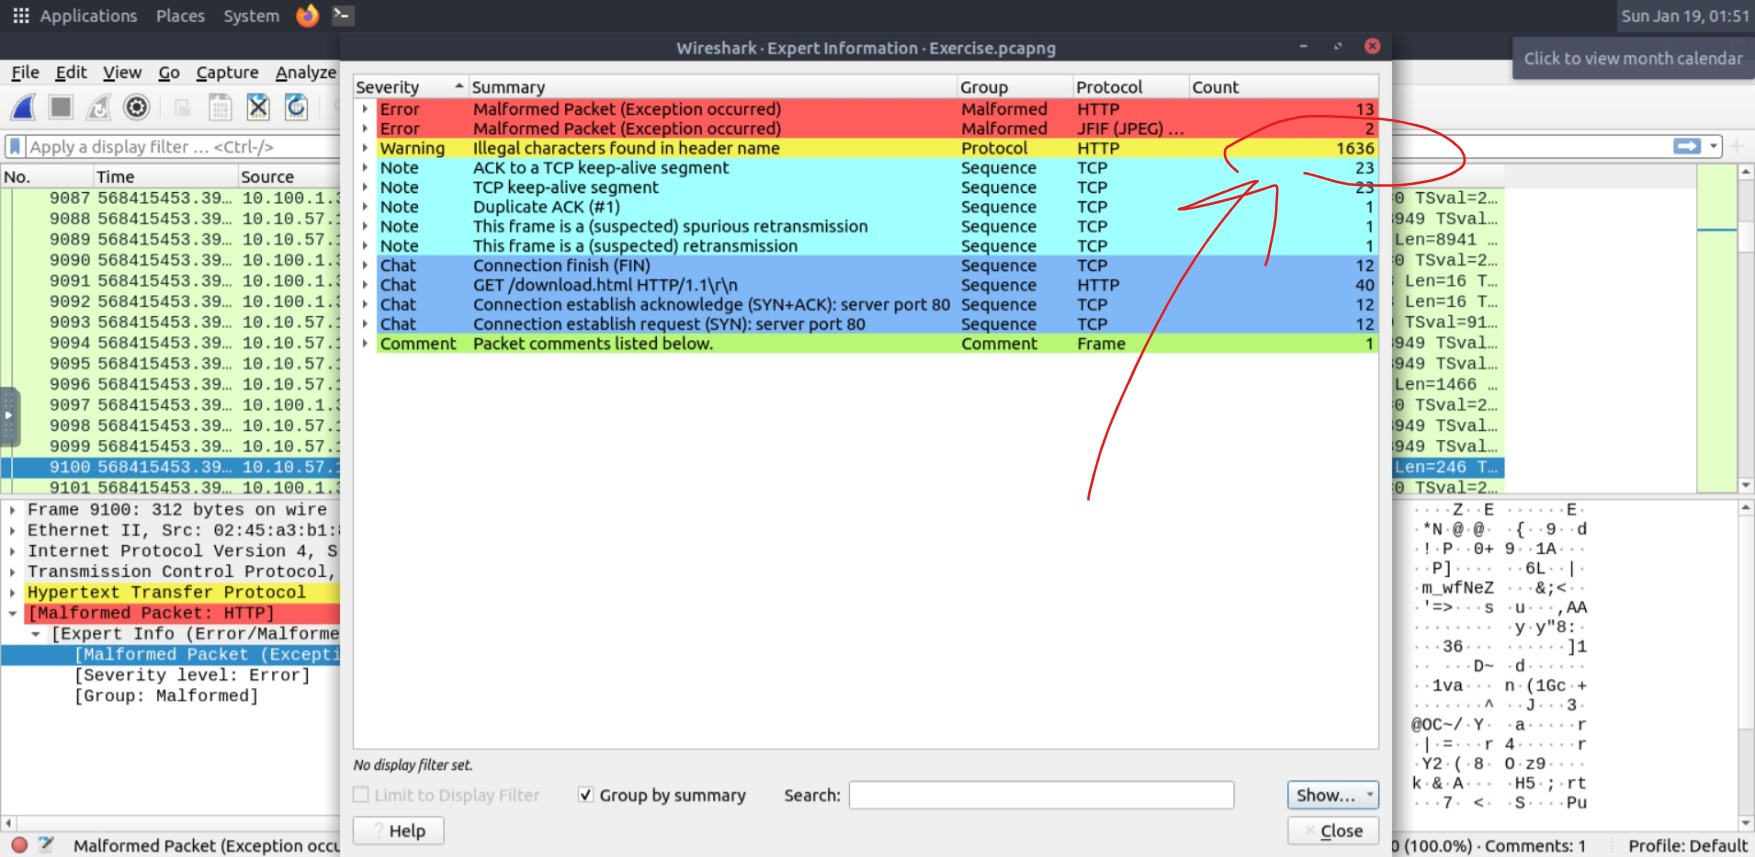 Applications Places System Sun Jan 19, 01:51
Wireshark · Expert Information · Exercise.pcapng
Click to view month calendar
File Edit View Go Capture Analyze
Apply a display filter … <Ctrl-/>
No. Time Source
9087 568415453.39… 10.100.1.3
9088 568415453.39… 10.10.57.1
9089 568415453.39… 10.10.57.1
9090 568415453.39… 10.100.1.3
9091 568415453.39… 10.100.1.3
9092 568415453.39… 10.100.1.3
9093 568415453.39… 10.10.57.1
9094 568415453.39… 10.10.57.1
9095 568415453.39… 10.10.57.1
9096 568415453.39… 10.10.57.1
9097 568415453.39… 10.100.1.3
9098 568415453.39… 10.10.57.1
9099 568415453.39… 10.10.57.1
9100 568415453.39… 10.10.57.1
9101 568415453.39… 10.100.1.3
Severity Summary Group Protocol Count
Error Malformed Packet (Exception occurred) Malformed HTTP 13
Error Malformed Packet (Exception occurred) Malformed JFIF (JPEG) … 2
Warning Illegal characters found in header name Protocol HTTP 1636
Note ACK to a TCP keep-alive segment Sequence TCP 23
Note TCP keep-alive segment Sequence TCP 23
Note Duplicate ACK (#1) Sequence TCP 1
Note This frame is a (suspected) spurious retransmission Sequence TCP 1
Note This frame is a (suspected) retransmission Sequence TCP 1
Chat Connection finish (FIN) Sequence TCP 12
Chat GET /download.html HTTP/1.1\r\n Sequence HTTP 40
Chat Connection establish acknowledge (SYN+ACK): server port 80 Sequence TCP 12
Chat Connection establish request (SYN): server port 80 Sequence TCP 12
Comment Packet comments listed below. Comment Frame 1
=0 TSval=2…
949 TSval…
Len=8941 …
=0 TSval=2…
Len=16 T…
Len=16 T…
TSval=91…
949 TSval…
949 TSval…
Len=1466 …
=0 TSval=2…
949 TSval…
949 TSval…
Len=246 T…
=0 TSval=2…
Frame 9100: 312 bytes on wire
Ethernet II, Src: 02:45:a3:b1:
Internet Protocol Version 4, S
Transmission Control Protocol,
Hypertext Transfer Protocol
[Malformed Packet: HTTP]
[Expert Info (Error/Malforme
[Malformed Packet (Excepti
[Severity level: Error]
[Group: Malformed]
····Z··E ······E·
·*N·@·@· ·{··9··d
·!·P··0+ 9··1A···
··P]···· ··6L··|·
·m_wfNeZ ···&;<··
·'=>···s ·u···,AA
········ ·y·y"8:·
···36··· ······]1
·· ···D~ ··d·····
··1va··· n·(1Gc·+
·······^ ··J···3·
@OC~/·Y· ·a·····r
·|·=···r 4······r
·Y2·(·8· O·z9····
k·&·A··· ·H5·;·rt
···7··<· ·S····Pu
No display filter set.
Limit to Display Filter Group by summary Search: Show…
Help Close
Malformed Packet (Exception occu
0 (100.0%) · Comments: 1 Profile: Default